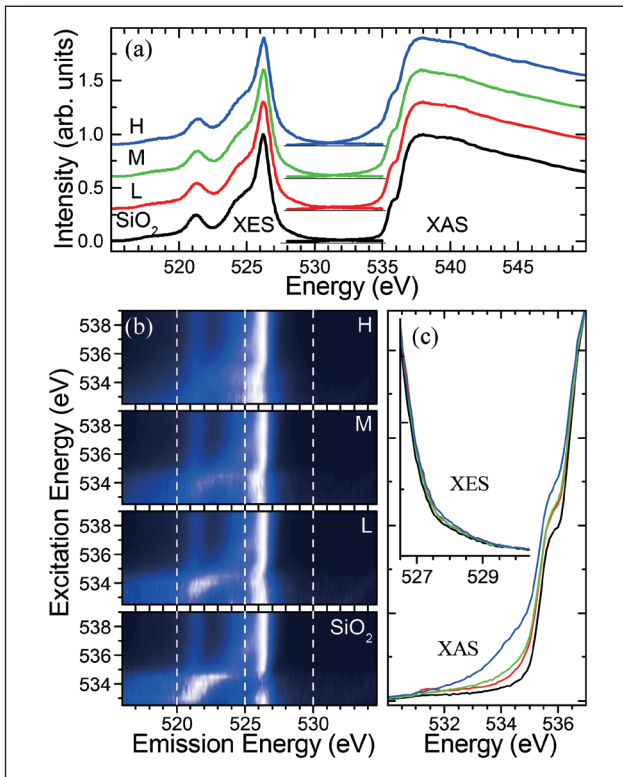 (a)
Intensity (arb. units)
1.5
1.0
0.5
0.0
H
M
L
SiO₂
XES
XAS
520 525 530 535 540 545
Energy (eV)
(b)
Excitation Energy (eV)
538
536
534
H
538
536
534
M
538
536
534
L
538
536
534
SiO₂
520 525 530
Emission Energy (eV)
(c)
XES
527 529
XAS
532 534 536
Energy (eV)